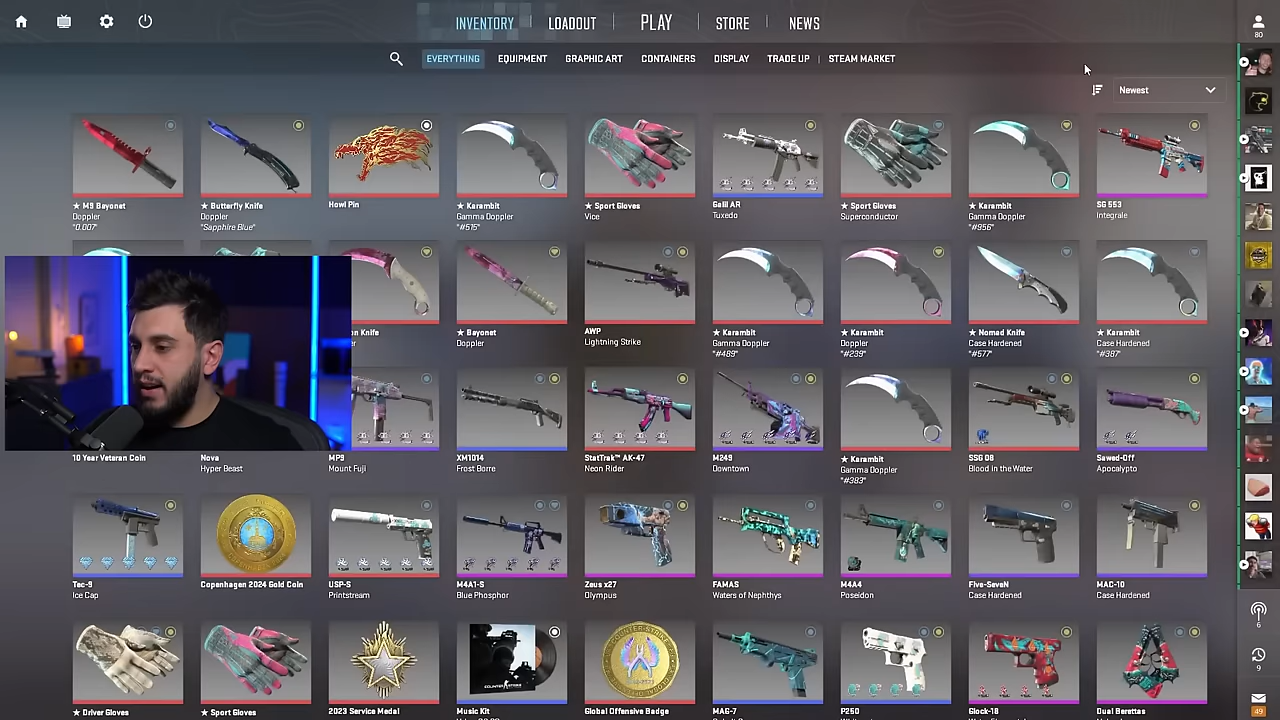 INVENTORY
LOADOUT
PLAY
STORE
NEWS
80
EVERYTHING
EQUIPMENT
GRAPHIC ART
CONTAINERS
DISPLAY
TRADE UP
STEAM MARKET
Newest
★ M9 Bayonet
Doppler
"0.007"
★ Butterfly Knife
Doppler
"Sapphire Blue"
Howl Pin
★ Karambit
Gamma Doppler
"#515"
★ Sport Gloves
Vice
Galil AR
Tuxedo
★ Sport Gloves
Superconductor
★ Karambit
Gamma Doppler
"#956"
SG 553
Integrale
on Knife
★ Bayonet
Doppler
AWP
Lightning Strike
★ Karambit
Gamma Doppler
"#489"
★ Karambit
Doppler
"#239"
★ Nomad Knife
Case Hardened
"#577"
★ Karambit
Case Hardened
"#387"
10 Year Veteran Coin
Nova
Hyper Beast
MP9
Mount Fuji
XM1014
Frost Borre
StatTrak™ AK-47
Neon Rider
M249
Downtown
★ Karambit
Gamma Doppler
"#383"
SSG 08
Blood in the Water
Sawed-Off
Apocalypto
Tec-9
Ice Cap
Copenhagen 2024 Gold Coin
USP-S
Printstream
M4A1-S
Blue Phosphor
Zeus x27
Olympus
FAMAS
Waters of Nephthys
M4A4
Poseidon
Five-SeveN
Case Hardened
MAC-10
Case Hardened
★ Driver Gloves
★ Sport Gloves
2023 Service Medal
Music Kit
Global Offensive Badge
MAG-7
P250
Glock-18
Dual Berettas
6
9
49